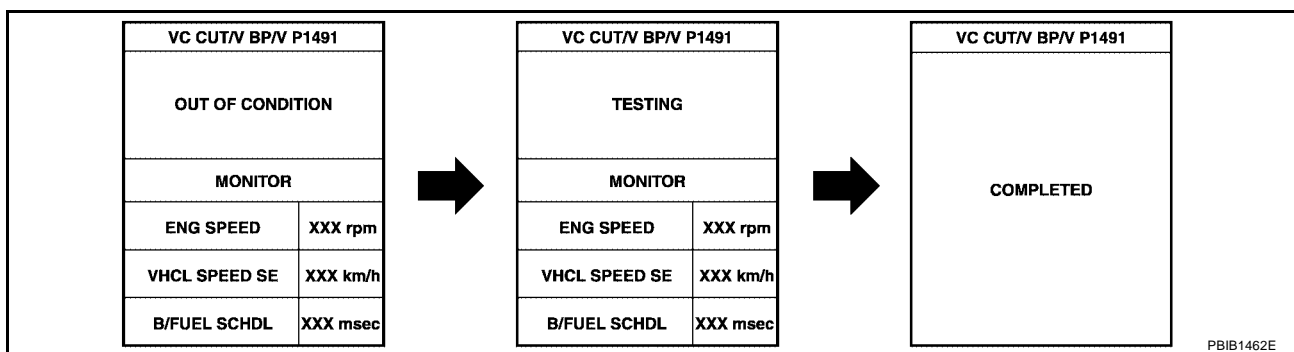 VC CUT/V BP/V P1491
OUT OF CONDITION
MONITOR
ENG SPEED XXX rpm
VHCL SPEED SE XXX km/h
B/FUEL SCHDL XXX msec
VC CUT/V BP/V P1491
TESTING
MONITOR
ENG SPEED XXX rpm
VHCL SPEED SE XXX km/h
B/FUEL SCHDL XXX msec
VC CUT/V BP/V P1491
COMPLETED
PBIB1462E